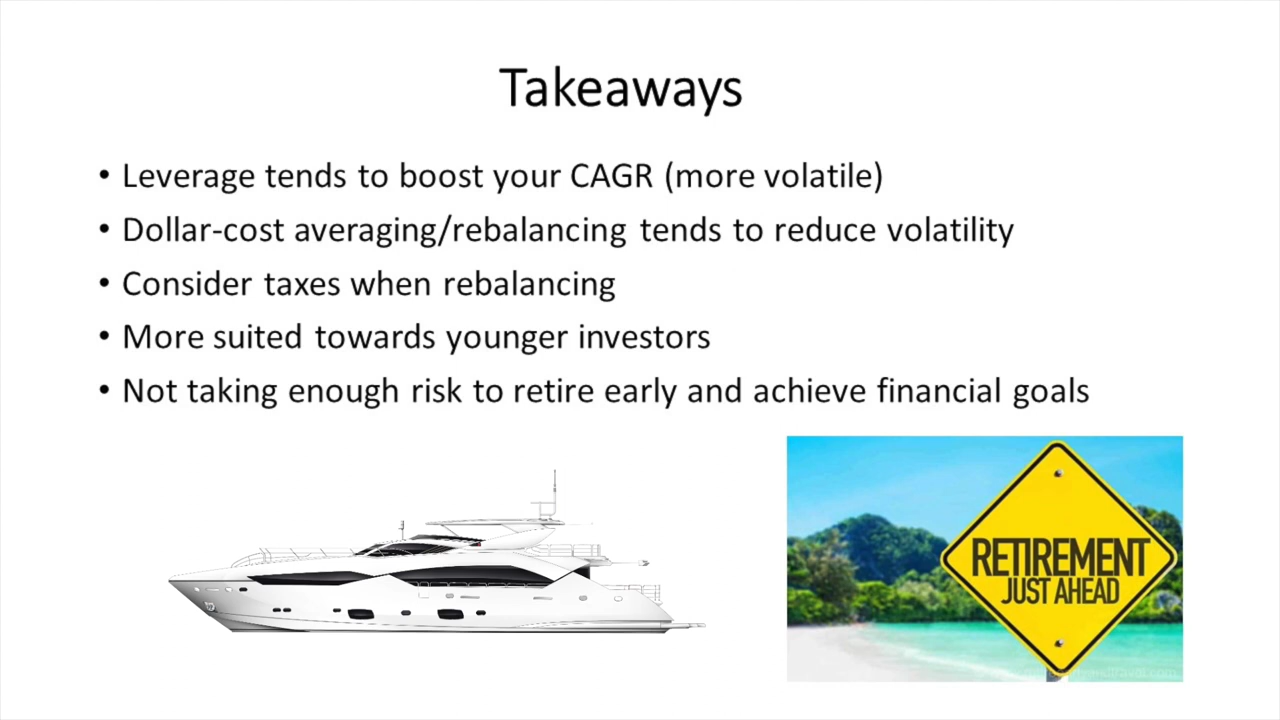 Takeaways
• Leverage tends to boost your CAGR (more volatile)
• Dollar-cost averaging/rebalancing tends to reduce volatility
• Consider taxes when rebalancing
• More suited towards younger investors
• Not taking enough risk to retire early and achieve financial goals
RETIREMENT
JUST AHEAD